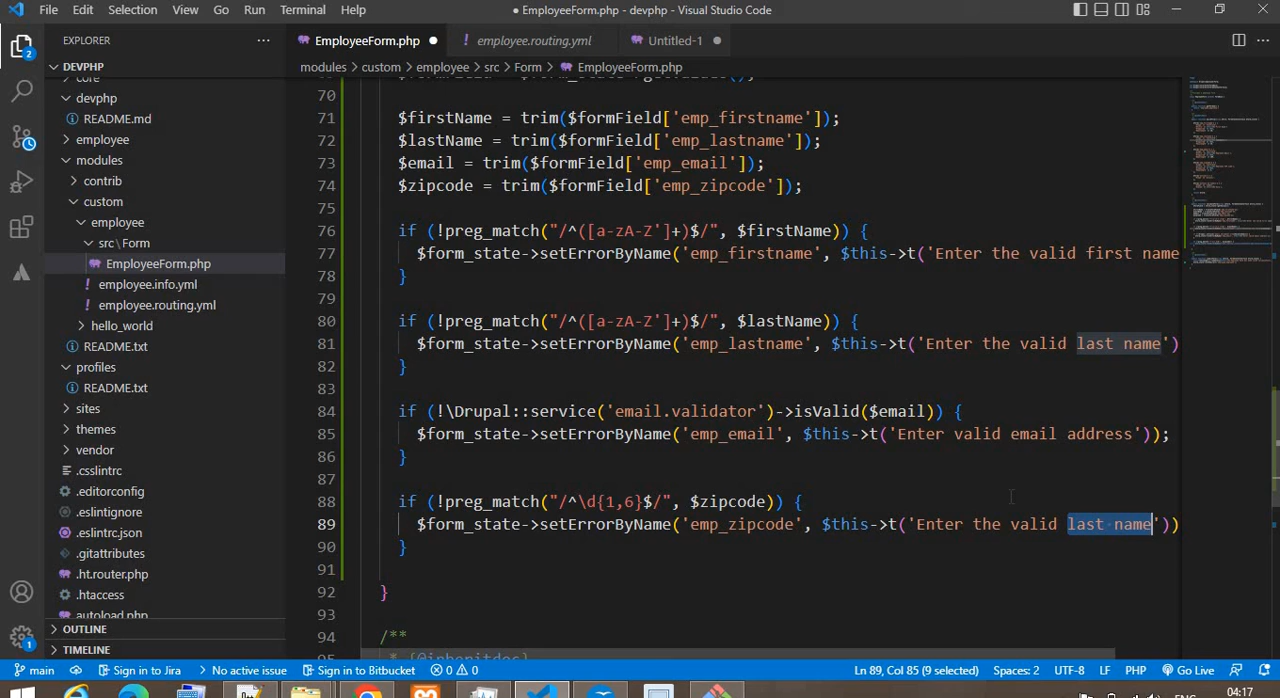 File Edit Selection View Go Run Terminal Help
● EmployeeForm.php - devphp - Visual Studio Code
EXPLORER
EmployeeForm.php ●
! employee.routing.yml
Untitled-1 ●
modules > custom > employee > src > Form > EmployeeForm.php
2
DEVPHP
core
devphp
README.md
employee
modules
contrib
custom
employee
src\Form
EmployeeForm.php
! employee.info.yml
! employee.routing.yml
hello_world
README.txt
profiles
README.txt
sites
themes
vendor
.csslintrc
.editorconfig
.eslintignore
.eslintrc.json
.gitattributes
.ht.router.php
.htaccess
autoload.php
OUTLINE
TIMELINE
1
70
71 $firstName = trim($formField['emp_firstname']);
72 $lastName = trim($formField['emp_lastname']);
73 $email = trim($formField['emp_email']);
74 $zipcode = trim($formField['emp_zipcode']);
75
76 if (!preg_match("/^([a-zA-Z']+)$/", $firstName)) {
77 $form_state->setErrorByName('emp_firstname', $this->t('Enter the valid first name
78 }
79
80 if (!preg_match("/^([a-zA-Z']+)$/", $lastName)) {
81 $form_state->setErrorByName('emp_lastname', $this->t('Enter the valid last name')
82 }
83
84 if (!\Drupal::service('email.validator')->isValid($email)) {
85 $form_state->setErrorByName('emp_email', $this->t('Enter valid email address'));
86 }
87
88 if (!preg_match("/^\d{1,6}$/", $zipcode)) {
89 $form_state->setErrorByName('emp_zipcode', $this->t('Enter the valid last name'))
90 }
91
92 }
93
94 /**
main Sign in to Jira No active issue Sign in to Bitbucket 0 0 Ln 89, Col 85 (9 selected) Spaces: 2 UTF-8 LF PHP Go Live
04:17